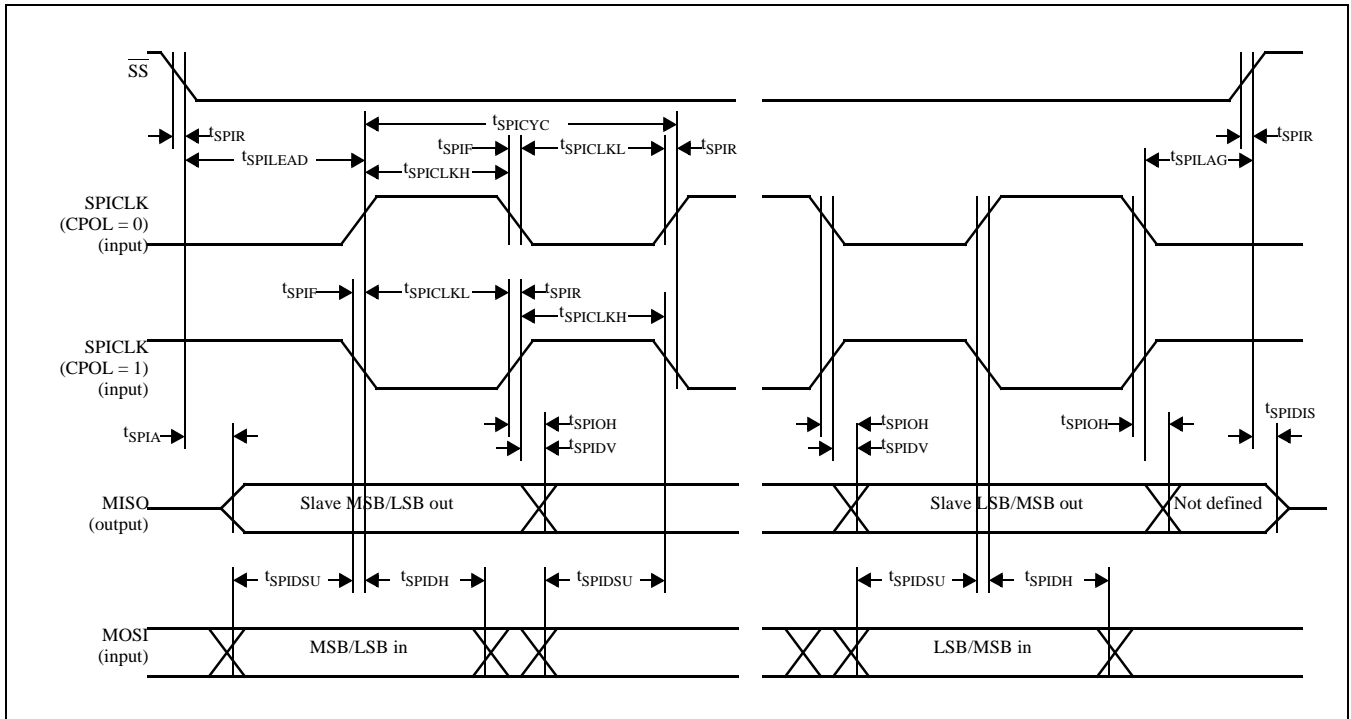 SS
tSPIR
tSPICYC
tSPIF
tSPICLKL
tSPIR
tSPIR
tSPILEAD
tSPICLKH
tSPILAG
SPICLK
(CPOL = 0)
(input)
tSPIF
tSPICLKL
tSPIR
tSPICLKH
SPICLK
(CPOL = 1)
(input)
tSPIA
tSPIOH
tSPIDV
tSPIOH
tSPIDV
tSPIOH
tSPIDIS
MISO
(output)
Slave MSB/LSB out
Slave LSB/MSB out
Not defined
tSPIDSU
tSPIDH
tSPIDSU
tSPIDSU
tSPIDH
MOSI
(input)
MSB/LSB in
LSB/MSB in